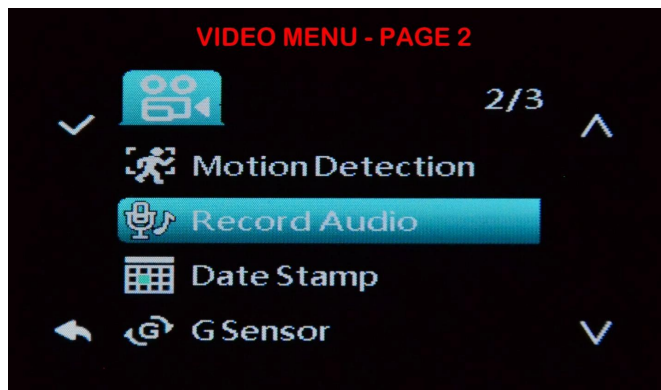 VIDEO MENU - PAGE 2
2/3
Motion Detection
Record Audio
Date Stamp
G Sensor